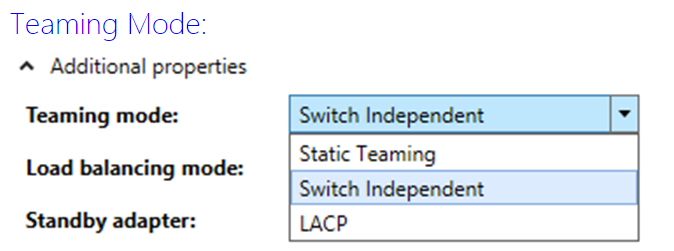 Teaming Mode:
Additional properties
Teaming mode: Switch Independent
Static Teaming
Load balancing mode:
Switch Independent
Standby adapter:
LACP